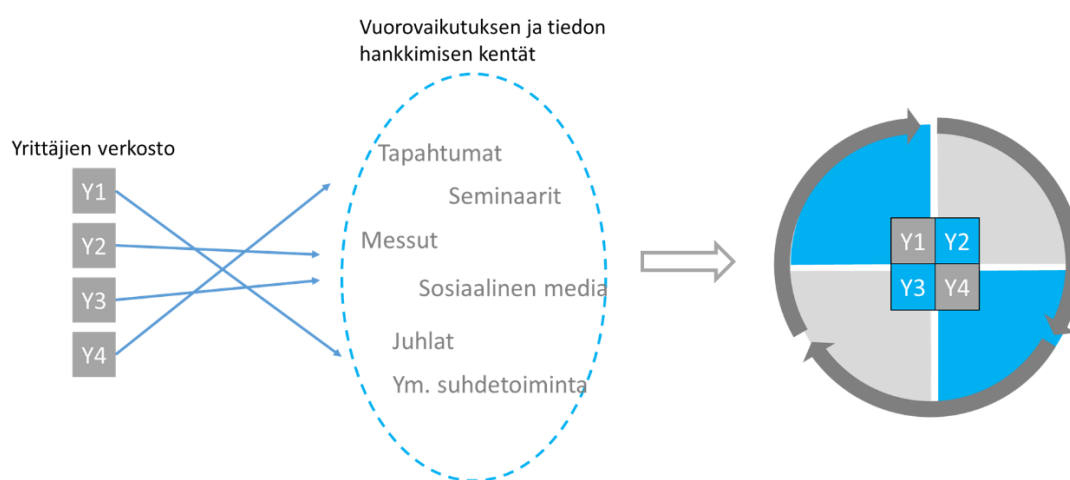 Vuorovaikutuksen ja tiedon
hankkimisen kentät
Yrittäjien verkosto
Y1
Y2
Y3
Y4
Tapahtumat
Seminaarit
Messut
Sosiaalinen media
Juhlat
Ym. suhdetoiminta
Y1 Y2
Y3 Y4